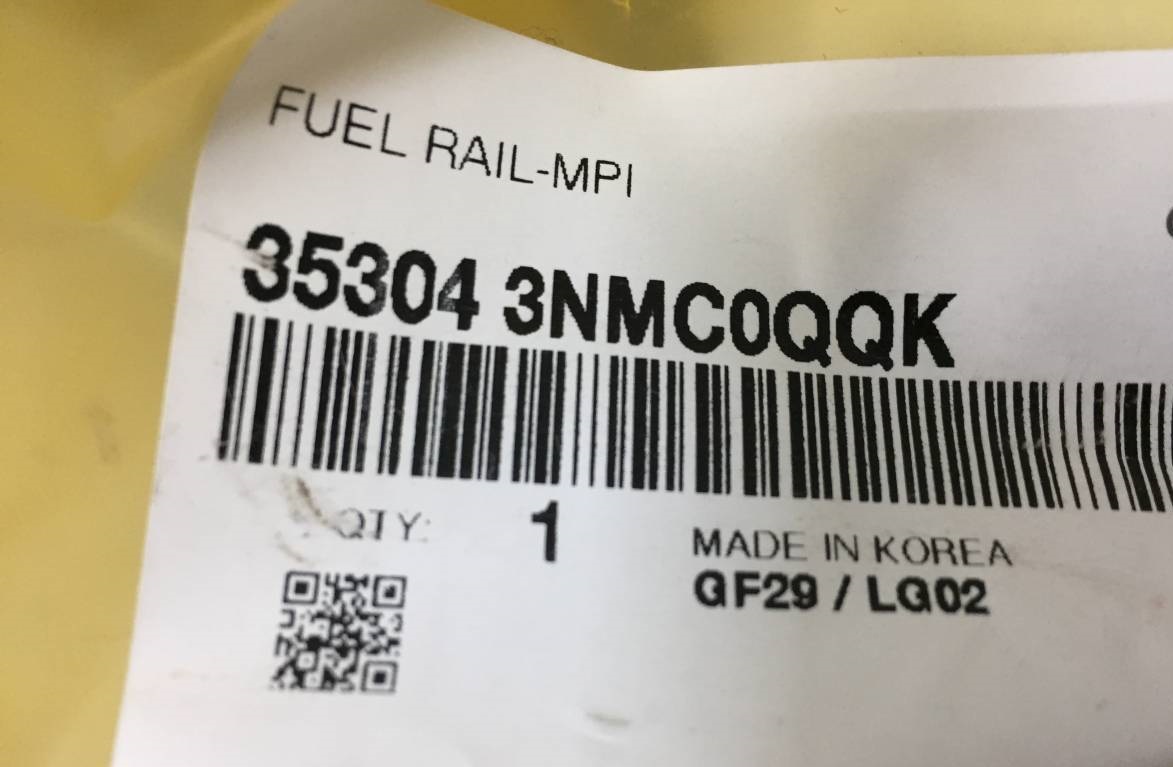 FUEL RAIL-MPI
35304 3NMC0QQK
QTY: 1
MADE IN KOREA
GF29 / LG02